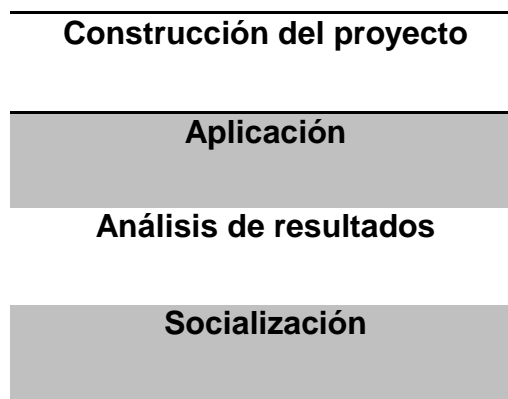 Construcción del proyecto
Aplicación
Análisis de resultados
Socialización